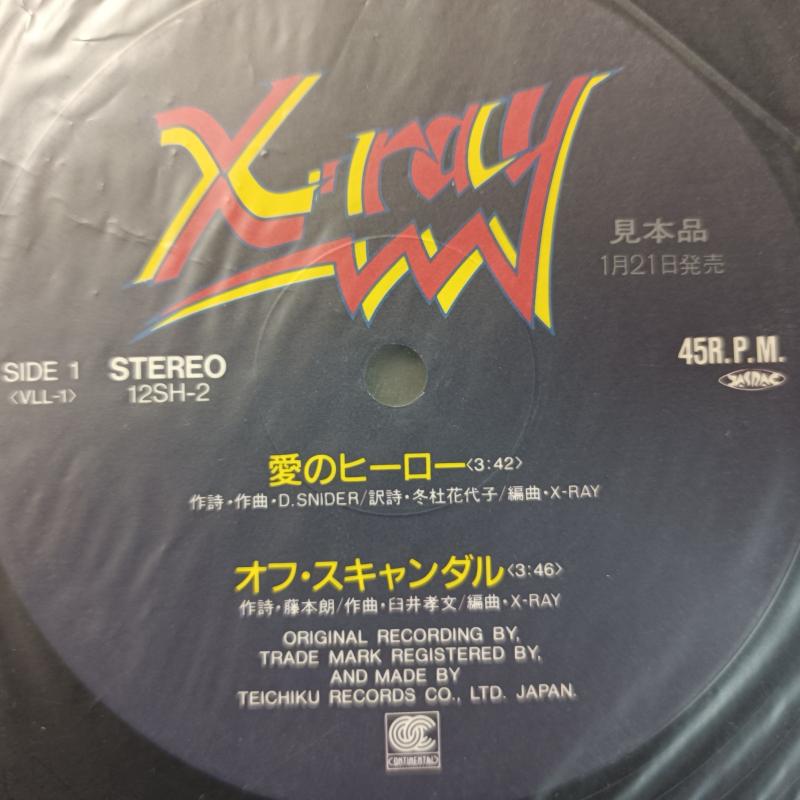 X-ray
見本品
1月21日発売
SIDE 1 STEREO 45R.P.M.
〈VLL-1〉 12SH-2 JASRAC
愛のヒーロー〈3:42〉
作詩・作曲・D.SNIDER/訳詩・冬杜花代子/編曲・X-RAY
オフ・スキャンダル〈3:46〉
作詩・藤本朗/作曲・臼井孝文/編曲・X-RAY
ORIGINAL RECORDING BY,
TRADE MARK REGISTERED BY,
AND MADE BY
TEICHIKU RECORDS CO., LTD. JAPAN.
CONTINENTAL